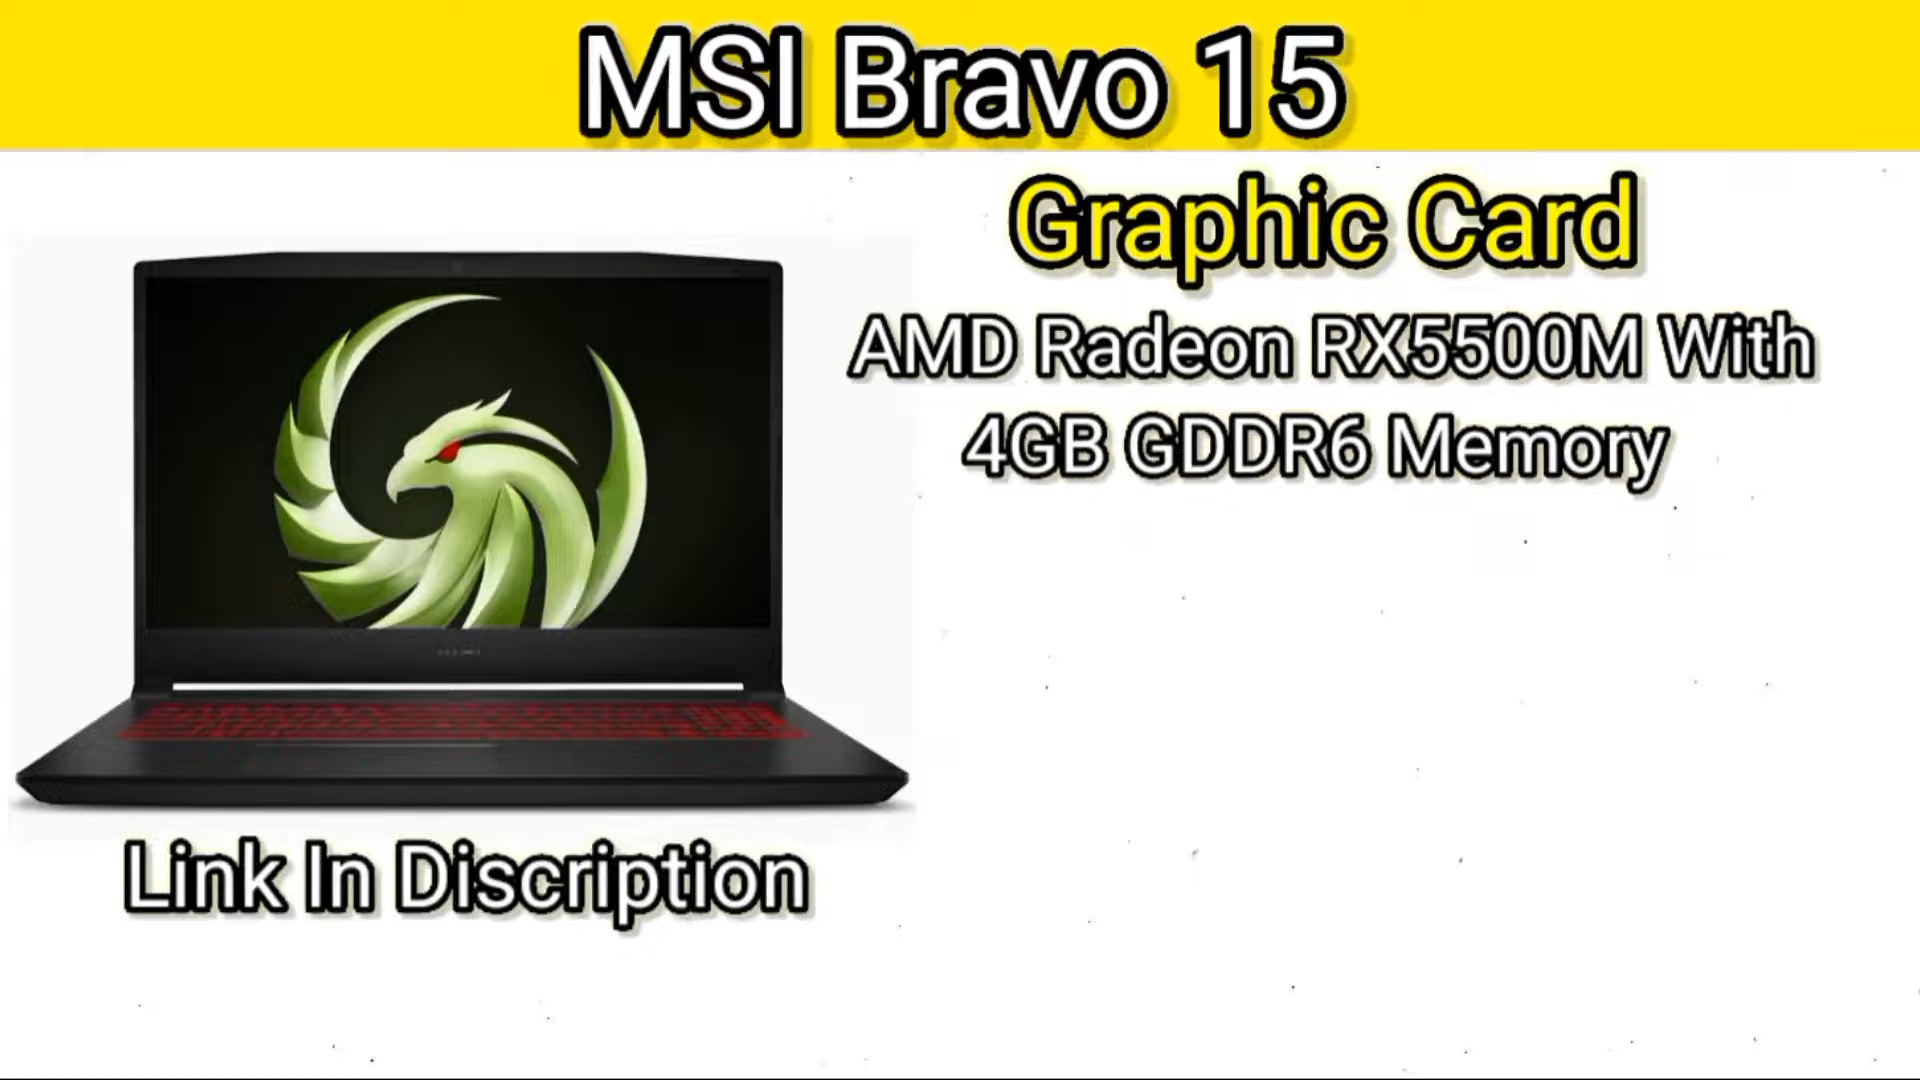 MSI Bravo 15
Graphic Card
AMD Radeon RX5500M With
4GB GDDR6 Memory
Link In Discription